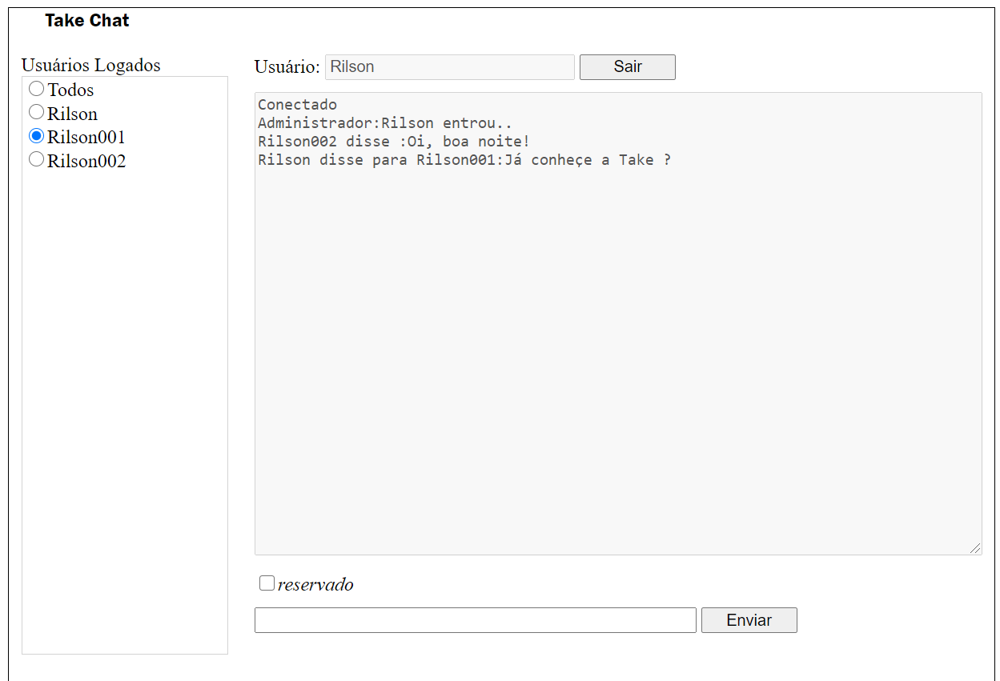 Take Chat
Usuários Logados
Todos
Rilson
Rilson001
Rilson002
Usuário: Rilson Sair
Conectado
Administrador:Rilson entrou..
Rilson002 disse :Oi, boa noite!
Rilson disse para Rilson001:Já conheçe a Take ?
reservado
Enviar